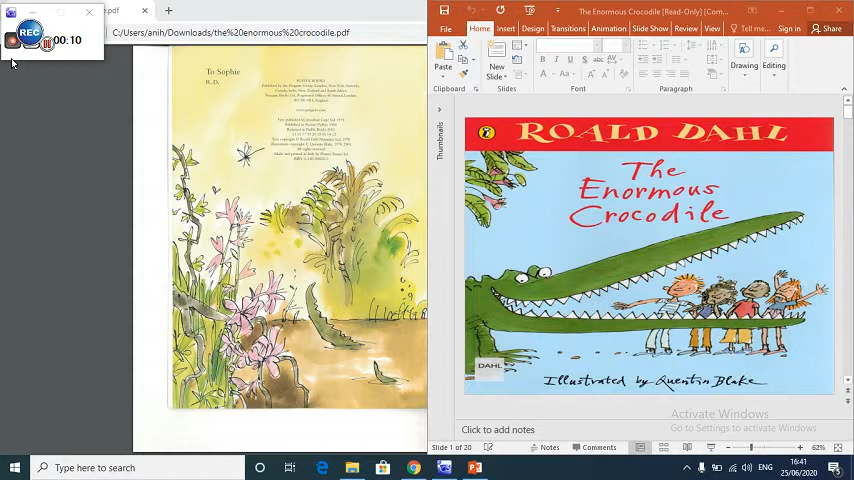 e.pdf
REC
00:10
C:/Users/anih/Downloads/the%20enormous%20crocodile.pdf
To Sophie
R.D.
PUFFIN BOOKS
The Enormous Crocodile [Read-Only] [Com...
File
Home
Insert
Design
Transitions
Animation
Slide Show
Review
View
Tell me...
Sign in
Share
Paste
New
Slide
Drawing
Editing
Clipboard
Slides
Font
Paragraph
Thumbnails
ROALD DAHL
The
Enormous
Crocodile
DAHL
Illustrated by Quentin Blake
Activate Windows
Go to Settings to activate Windows.
Click to add notes
Slide 1 of 20
Notes
Comments
62%
Type here to search
ENG
16:41
25/06/2020